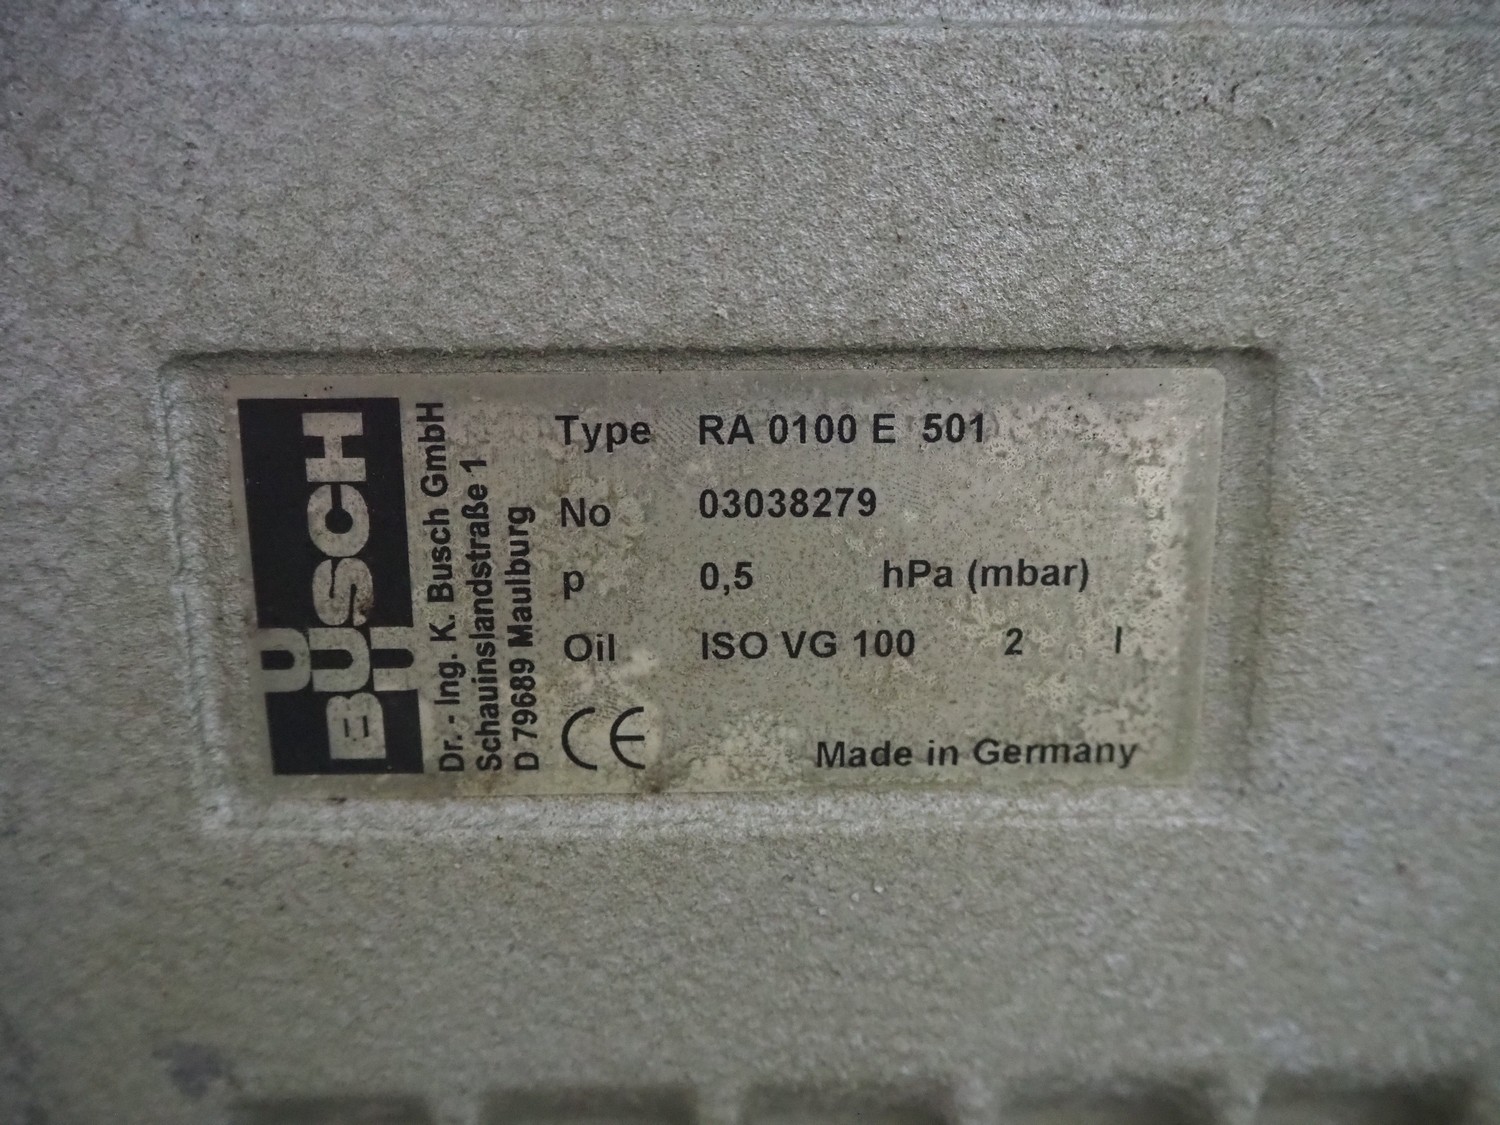 BUSCH
Dr.- Ing. K. Busch GmbH
Schauinslandstraße 1
D 79689 Maulburg
Type RA 0100 E 501
No 03038279
p 0,5 hPa (mbar)
Oil ISO VG 100 2 l
CE
Made in Germany